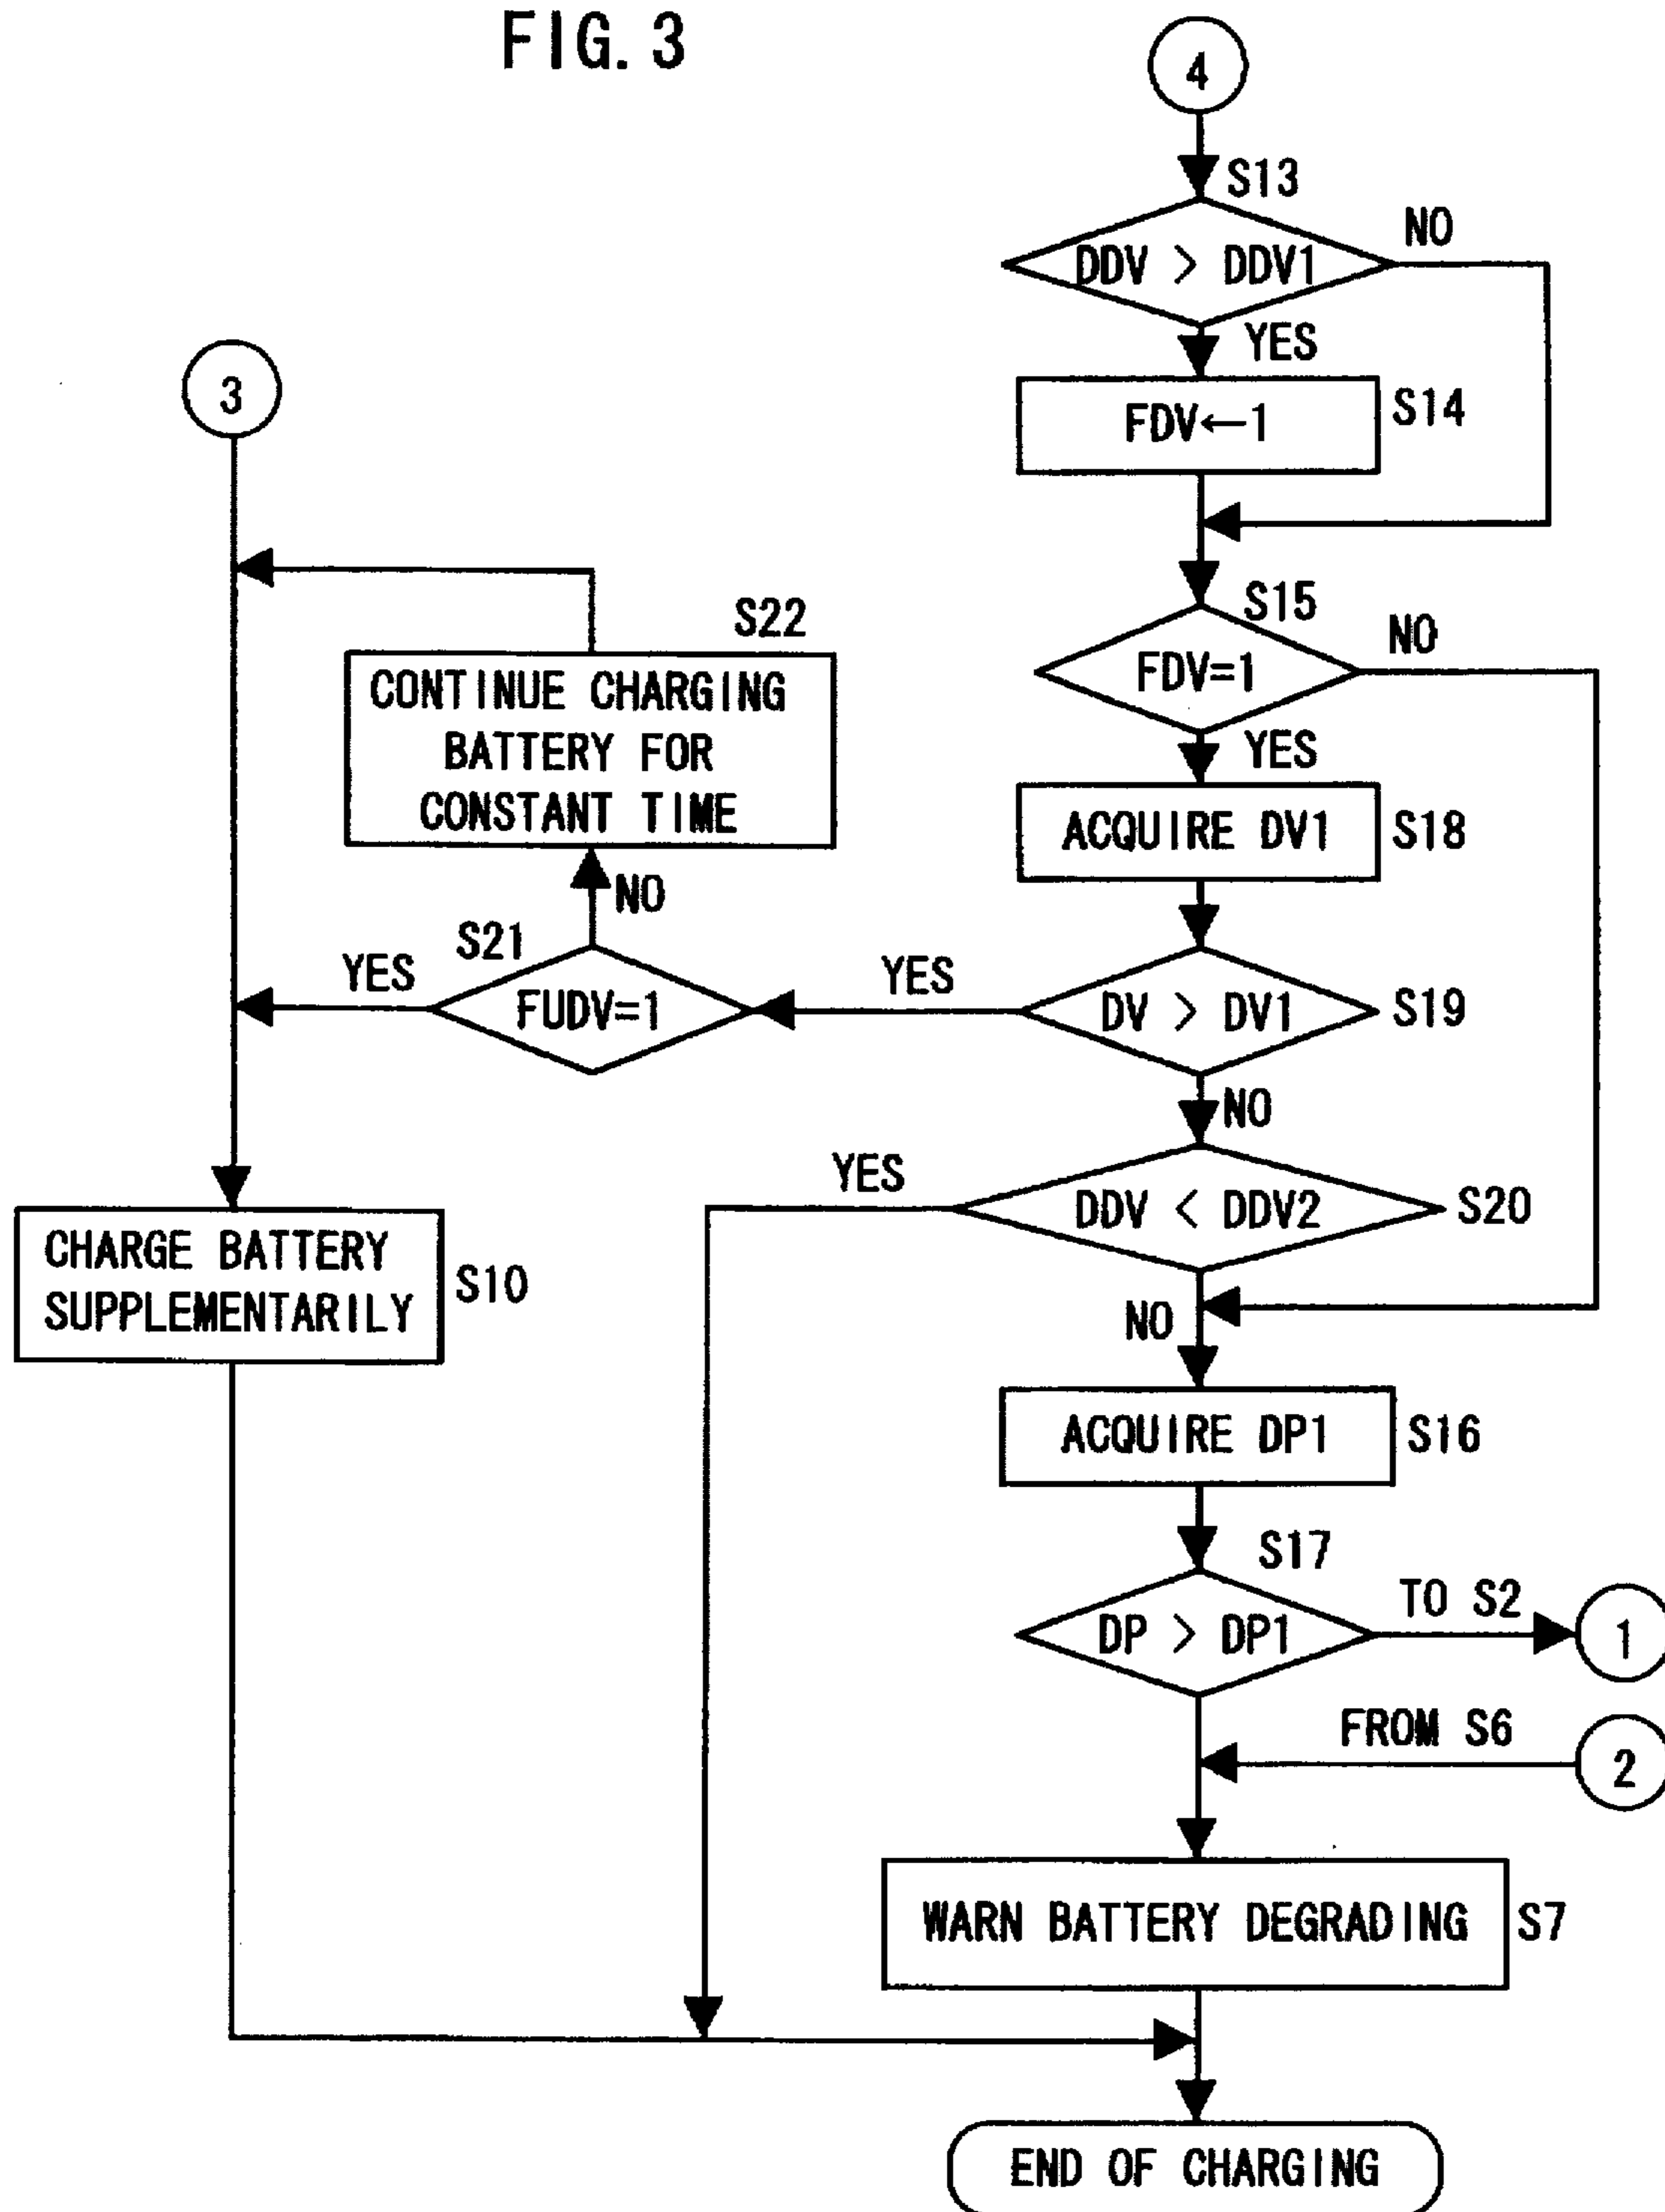 FIG. 3
4
S13
DDV > DDV1
NO
YES
FDV←1
S14
3
S15
FDV=1
NO
YES
S22
CONTINUE CHARGING
BATTERY FOR
CONSTANT TIME
ACQUIRE DV1
S18
NO
S21
YES
FUDV=1
YES
DV > DV1
S19
NO
YES
DDV < DDV2
S20
CHARGE BATTERY
SUPPLEMENTARILY
S10
NO
ACQUIRE DP1
S16
S17
DP > DP1
TO S2
1
FROM S6
2
WARN BATTERY DEGRADING
S7
END OF CHARGING